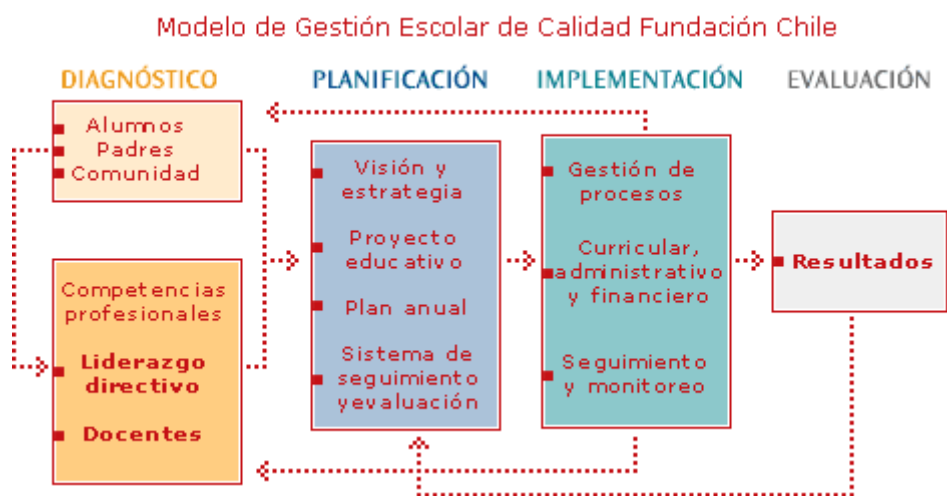 Modelo de Gestión Escolar de Calidad Fundación Chile
DIAGNÓSTICO
PLANIFICACIÓN
IMPLEMENTACIÓN
EVALUACIÓN
Alumnos
Padres
Comunidad
Competencias
profesionales
Liderazgo
directivo
Docentes
Visión y
estrategia
Proyecto
educativo
Plan anual
Sistema de
seguimiento
yevaluación
Gestión de
procesos
Curricular,
administrativo
y financiero
Seguimiento
y monitoreo
Resultados